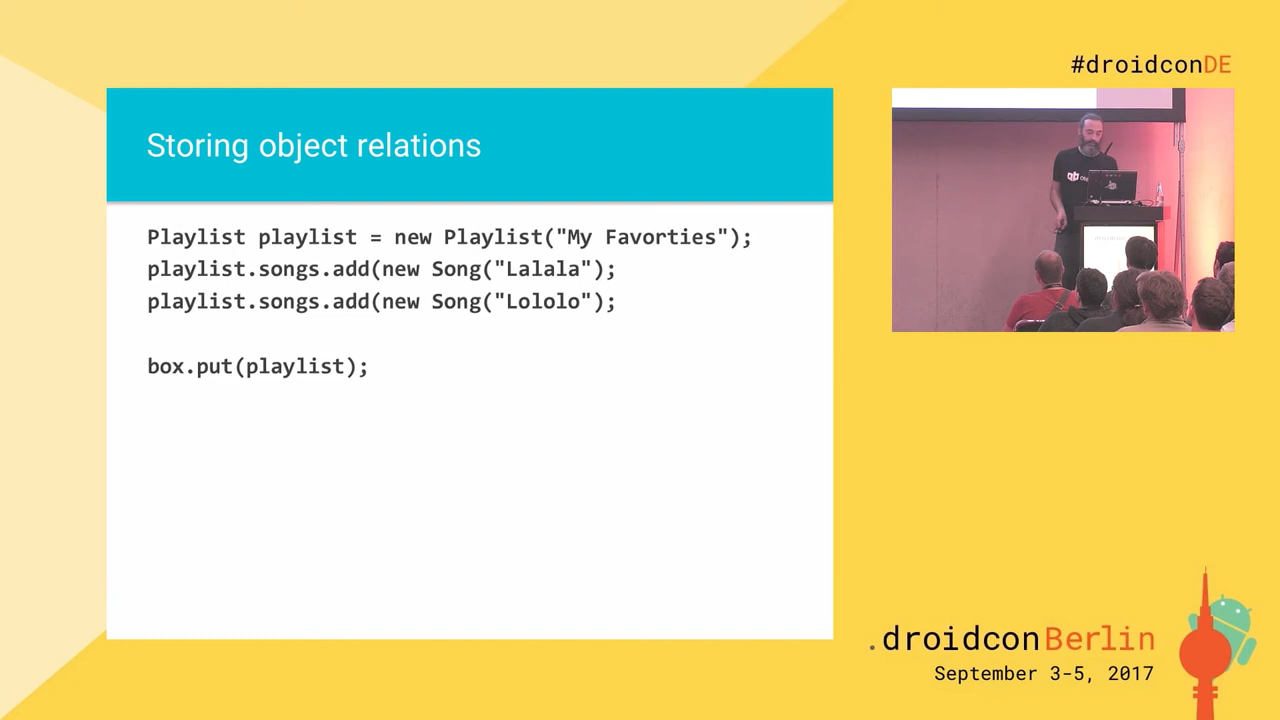 #droidconDE
Storing object relations
Playlist playlist = new Playlist("My Favorties");
playlist.songs.add(new Song("Lalala");
playlist.songs.add(new Song("Lololo");
box.put(playlist);
.droidconBerlin
September 3-5, 2017